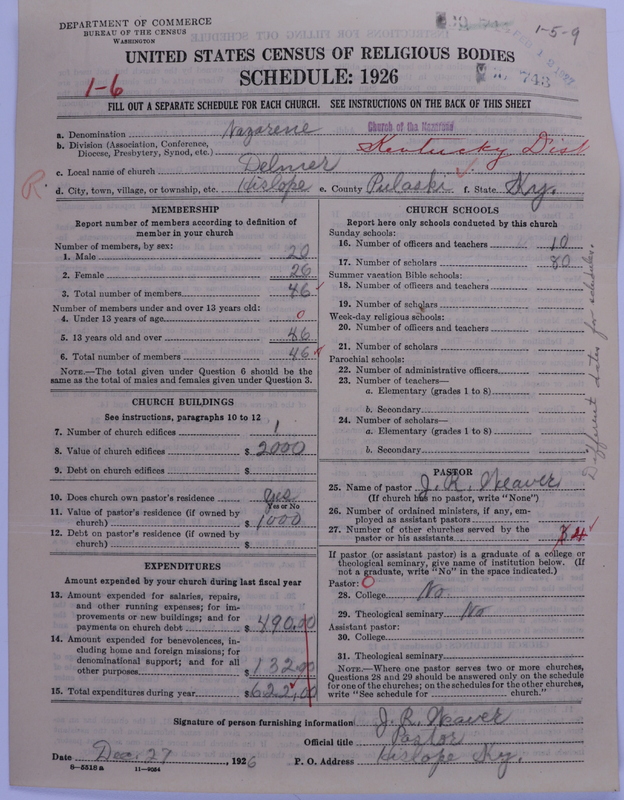 DEPARTMENT OF COMMERCE
BUREAU OF THE CENSUS
WASHINGTON
1-5-9
UNITED STATES CENSUS OF RELIGIOUS BODIES
SCHEDULE: 1926
1-6
FILL OUT A SEPARATE SCHEDULE FOR EACH CHURCH. SEE INSTRUCTIONS ON THE BACK OF THIS SHEET
a. Denomination Nazarene Church of the Nazarene
b. Division (Association, Conference, Diocese, Presbytery, Synod, etc.) Kentucky Dist
c. Local name of church Delmer
R. d. City, town, village, or township, etc. Hislope e. County Pulaski f. State Ky.
MEMBERSHIP
Report number of members according to definition of
member in your church
Number of members, by sex:
1. Male 20
2. Female 26
3. Total number of members 46
Number of members under and over 13 years old:
4. Under 13 years of age 0
5. 13 years old and over 46
6. Total number of members 46
NOTE.—The total given under Question 6 should be
same as the total of males and females given under Question 3.
CHURCH BUILDINGS
See instructions, paragraphs 10 to 12
7. Number of church edifices 1
8. Value of church edifices $ 2000
9. Debt on church edifices $
10. Does church own pastor's residence yes
Yes or No
11. Value of pastor's residence (if owned by
church) $ 1000
12. Debt on pastor's residence (if owned by
church) $
EXPENDITURES
Amount expended by your church during last fiscal year
13. Amount expended for salaries, repairs,
and other running expenses; for im-
provements or new buildings; and for
payments on church debt $ 490.00
14. Amount expended for benevolences, in-
cluding home and foreign missions; for
denominational support; and for all
other purposes $ 132.00
15. Total expenditures during year $ 622.00
CHURCH SCHOOLS
Report here only schools conducted by this church
Sunday schools:
16. Number of officers and teachers 10
17. Number of scholars 80
Summer vacation Bible schools:
18. Number of officers and teachers
19. Number of scholars
Week-day religious schools:
20. Number of officers and teachers
21. Number of scholars
Parochial schools:
22. Number of administrative officers
23. Number of teachers—
a. Elementary (grades 1 to 8)
b. Secondary
24. Number of scholars—
a. Elementary (grades 1 to 8)
b. Secondary
Different dates for schedules.
PASTOR
25. Name of pastor J. R. Weaver
(If church has no pastor, write "None")
26. Number of ordained ministers, if any, em-
ployed as assistant pastors
27. Number of other churches served by the
pastor or his assistants 4
If pastor (or assistant pastor) is a graduate of a college or
theological seminary, give name of institution below. (If
not a graduate, write "No" in the space indicated.)
Pastor: 0
28. College No
29. Theological seminary No
Assistant pastor:
30. College
31. Theological seminary
NOTE.—Where one pastor serves two or more churches,
Questions 28 and 29 should be answered only on the schedule
for one of the churches; on the schedules for the other churches,
write "See schedule for church."
Signature of person furnishing information J. R. Weaver
Official title Pastor
Date Dec. 27, 1926 P. O. Address Hislope Ky.
8-5518 a 11-9054